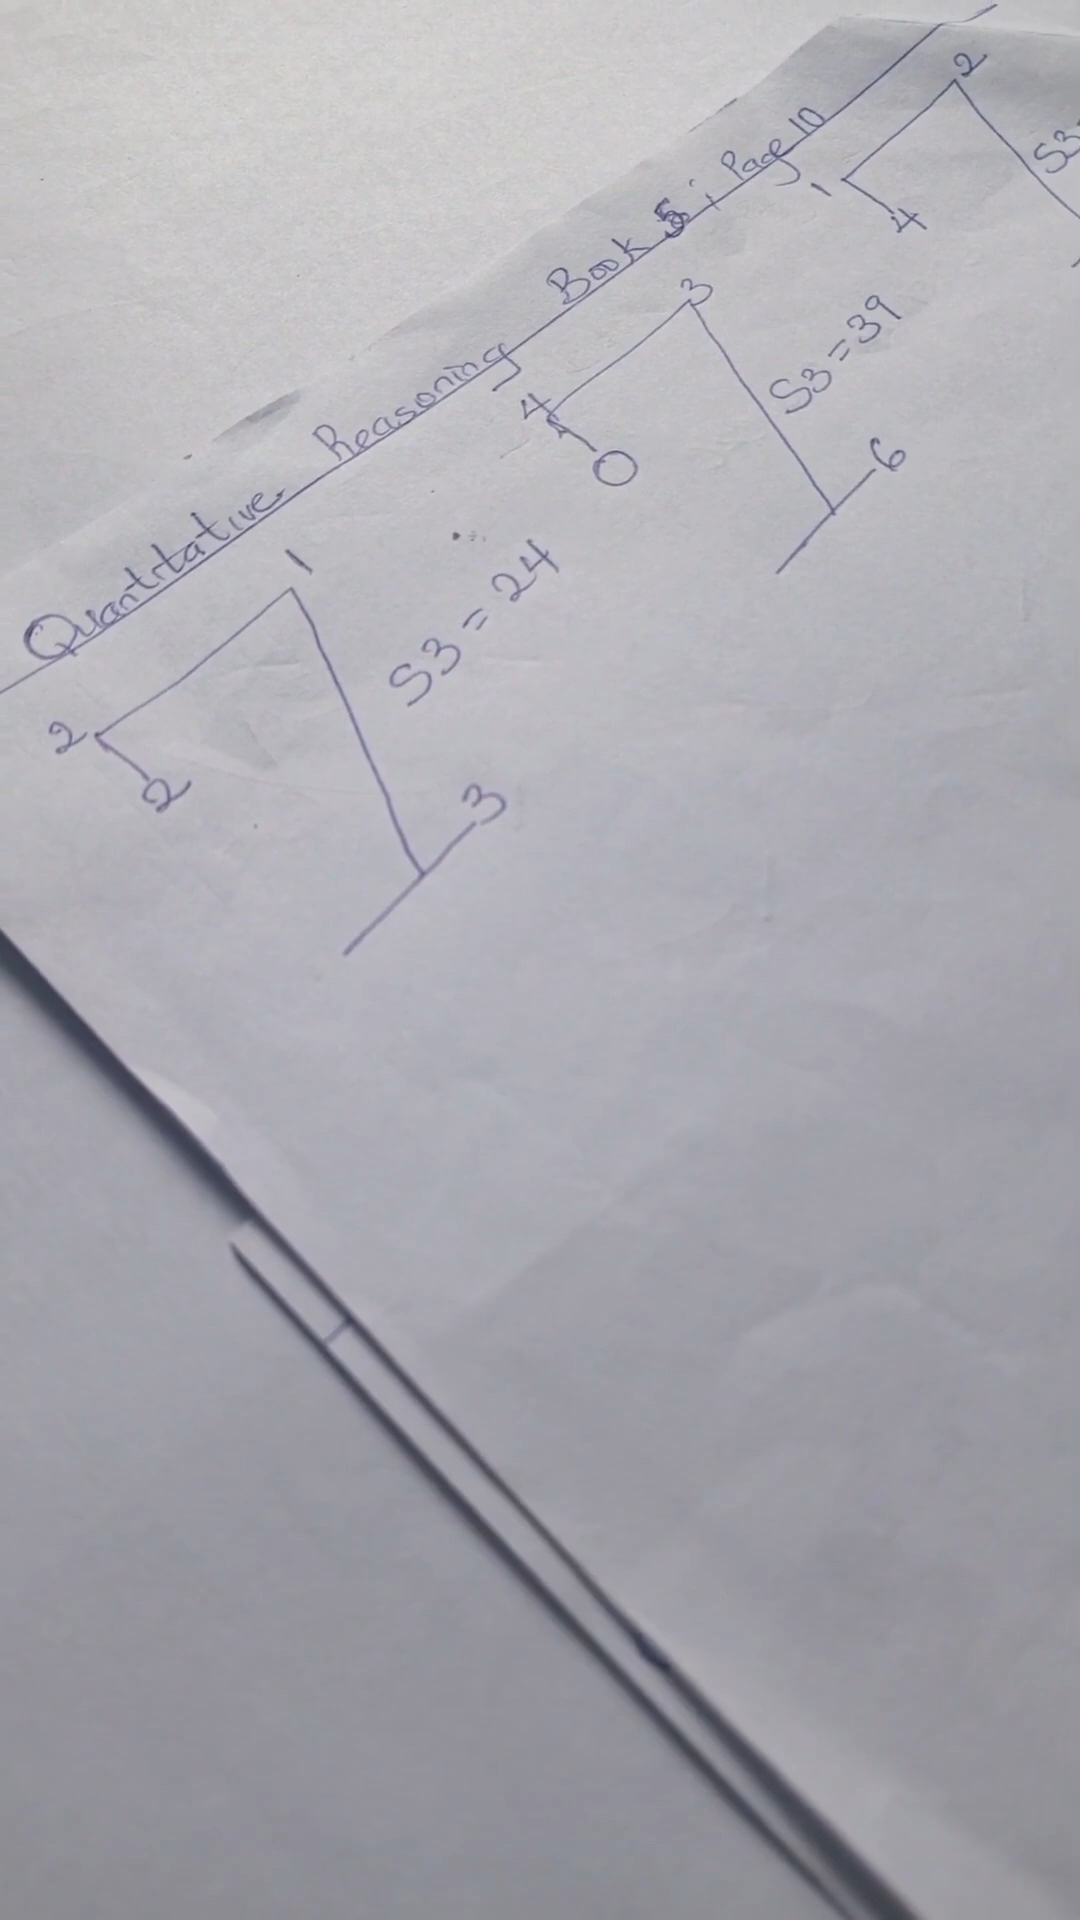 Quantitative Reasoning Book 5; Page 10
2 1 2 3 S3 = 24
4 3 0 6 S3 = 39
1 2 4 S3